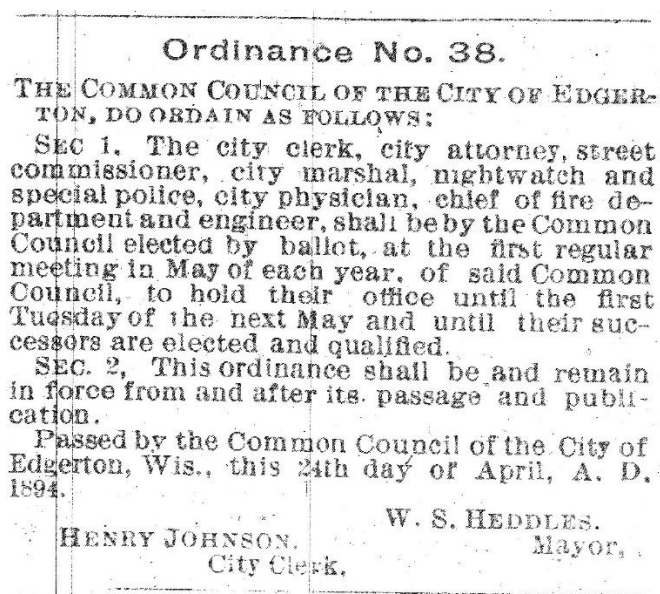 Ordinance No. 38.
THE COMMON COUNCIL OF THE CITY OF EDGER-
TON, DO ORDAIN AS FOLLOWS:
SEC 1. The city clerk, city attorney, street
commissioner, city marshal, nightwatch and
special police, city physician, chief of fire de-
partment and engineer, shall be by the Common
Council elected by ballot, at the first regular
meeting in May of each year, of said Common
Council, to hold their office until the first
Tuesday of the next May and until their suc-
cessors are elected and qualified.
SEC. 2, This ordinance shall be and remain
in force from and after its passage and publi-
cation.
Passed by the Common Council of the City of
Edgerton, Wis., this 24th day of April, A. D.
1894.
W. S. HEDDLES.
HENRY JOHNSON. Mayor,
City Clerk.